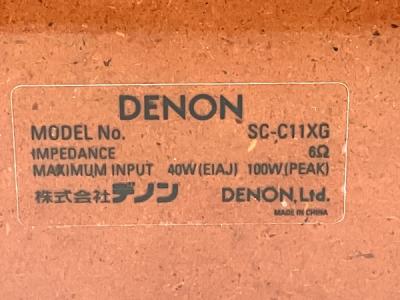 DENON
MODEL No. SC-C11XG
IMPEDANCE 6Ω
MAXIMUM INPUT 40W(EIAJ) 100W(PEAK)
株式会社デノン DENON, Ltd.
MADE IN CHINA